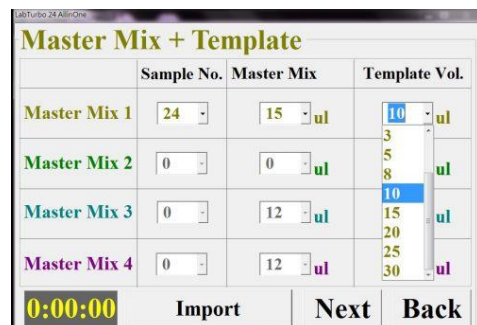 LabTurbo 24 AllinOne
Master Mix + Template
Sample No. Master Mix Template Vol.
Master Mix 1 24 15 ul 10 ul
3
5
8
10
15
20
25
30
Master Mix 2 0 0 ul ul
Master Mix 3 0 12 ul ul
Master Mix 4 0 12 ul ul
0:00:00 Import Next Back